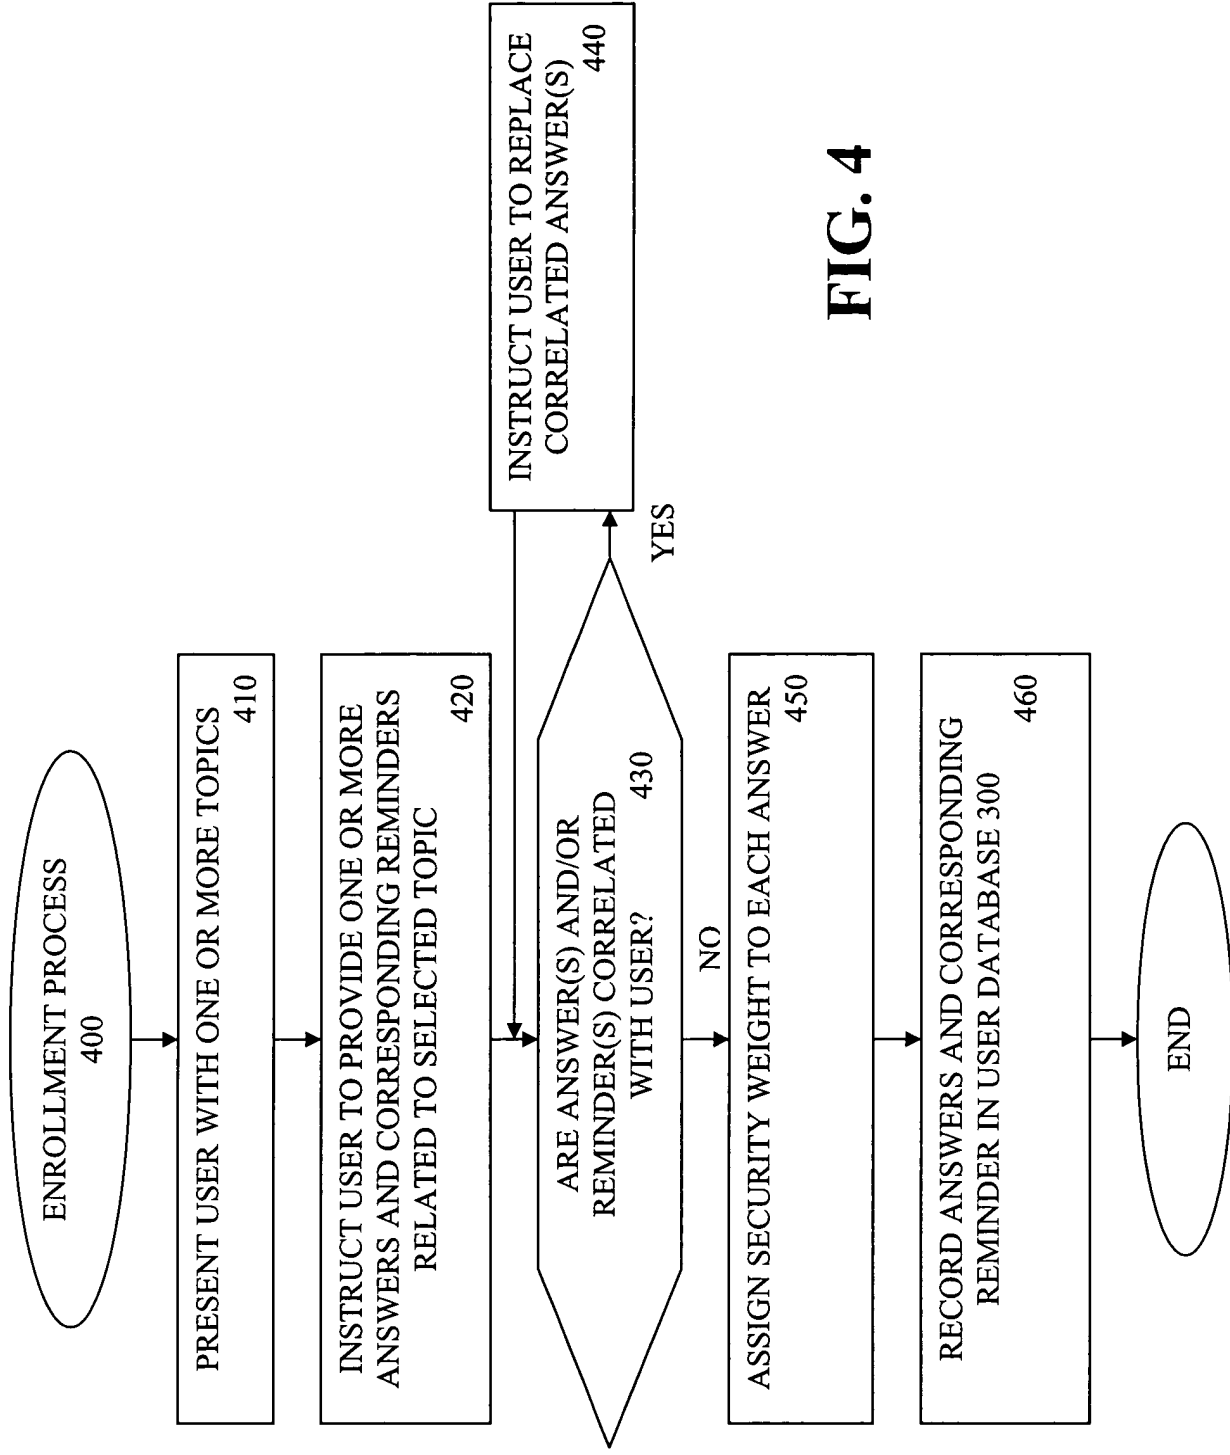 ENROLLMENT PROCESS
400
PRESENT USER WITH ONE OR MORE TOPICS
410
INSTRUCT USER TO PROVIDE ONE OR MORE
ANSWERS AND CORRESPONDING REMINDERS
RELATED TO SELECTED TOPIC
420
ARE ANSWER(S) AND/OR
REMINDER(S) CORRELATED
WITH USER?
430
YES
INSTRUCT USER TO REPLACE
CORRELATED ANSWER(S)
440
NO
ASSIGN SECURITY WEIGHT TO EACH ANSWER
450
RECORD ANSWERS AND CORRESPONDING
REMINDER IN USER DATABASE 300
460
END
FIG. 4